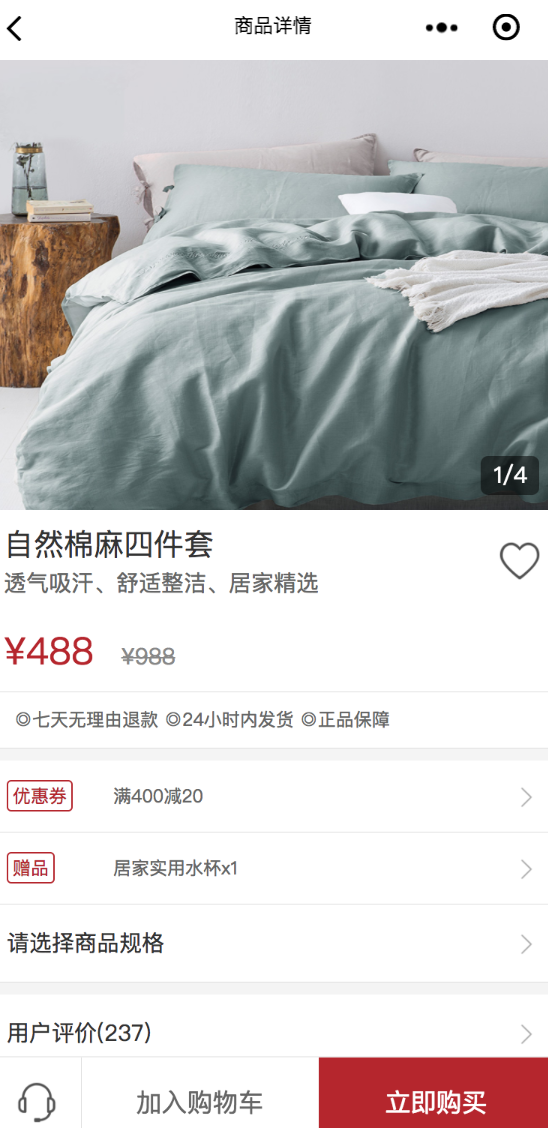 商品详情
1/4
自然棉麻四件套
透气吸汗、舒适整洁、居家精选
¥488 ¥988
◎七天无理由退款 ◎24小时内发货 ◎正品保障
优惠券 满400减20
赠品 居家实用水杯x1
请选择商品规格
用户评价(237)
加入购物车 立即购买